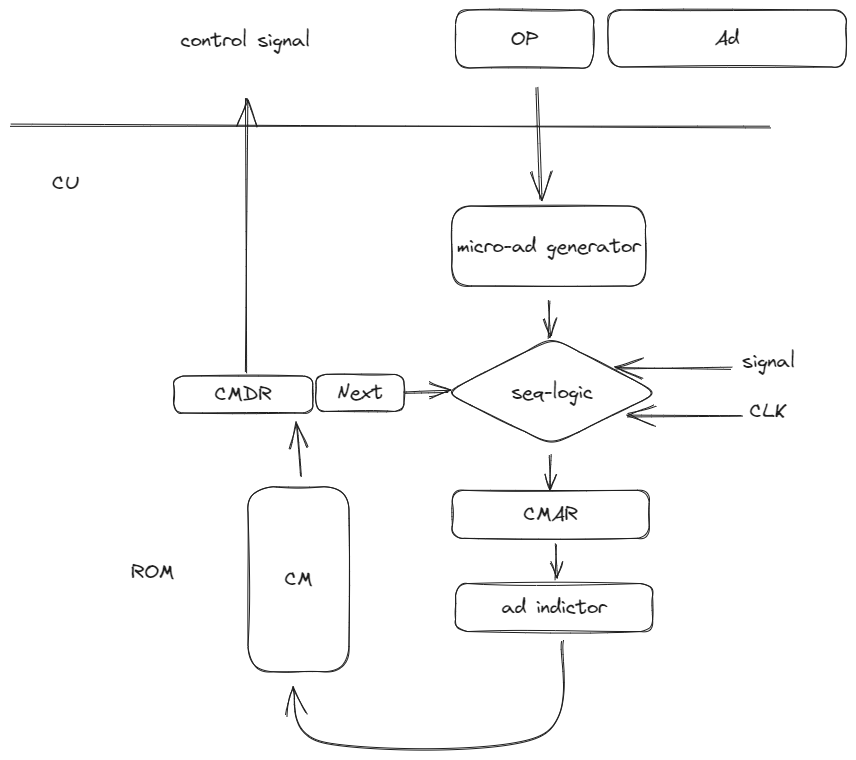 control signal
OP
Ad
CU
micro-ad generator
signal
CMDR
Next
seq-logic
CLK
CMAR
ROM
CM
ad indictor